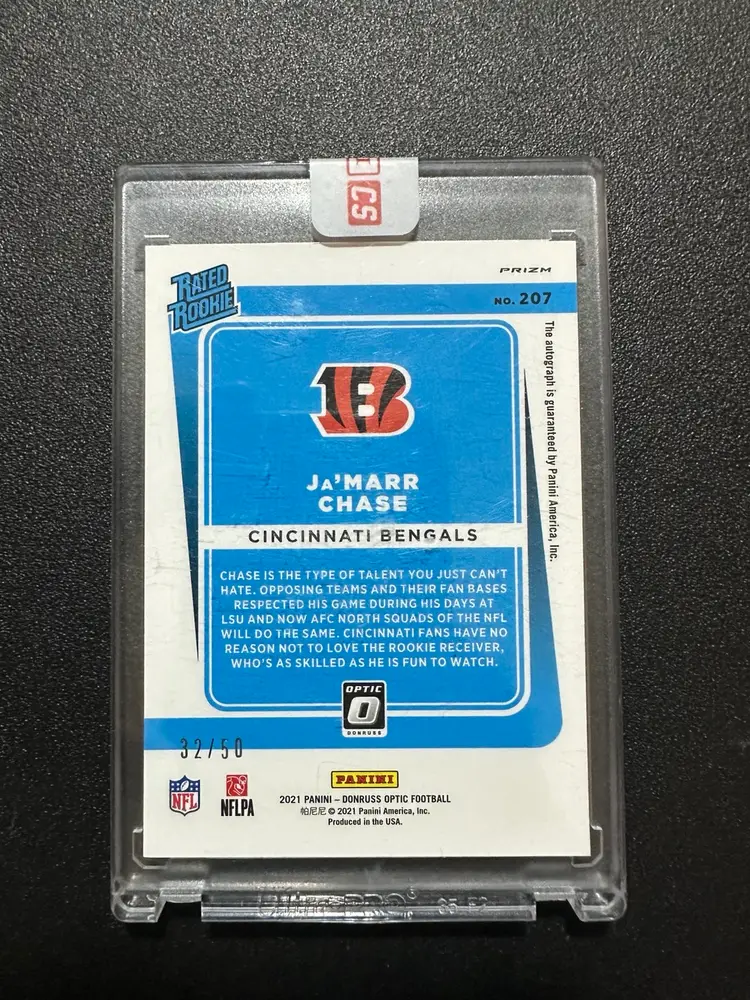 CS
PRIZM
RATED
ROOKIE
NO. 207
The autograph is guaranteed by Panini America, Inc.
B
JA'MARR
CHASE
CINCINNATI BENGALS
CHASE IS THE TYPE OF TALENT YOU JUST CAN'T
HATE. OPPOSING TEAMS AND THEIR FAN BASES
RESPECTED HIS GAME DURING HIS DAYS AT
LSU AND NOW AFC NORTH SQUADS OF THE NFL
WILL DO THE SAME. CINCINNATI FANS HAVE NO
REASON NOT TO LOVE THE ROOKIE RECEIVER,
WHO'S AS SKILLED AS HE IS FUN TO WATCH.
OPTIC
O
DONRUSS
32/50
NFL
NFLPA
PANINI
2021 PANINI – DONRUSS OPTIC FOOTBALL
帕尼尼 © 2021 Panini America, Inc.
Produced in the USA.
Ultra-PRO®